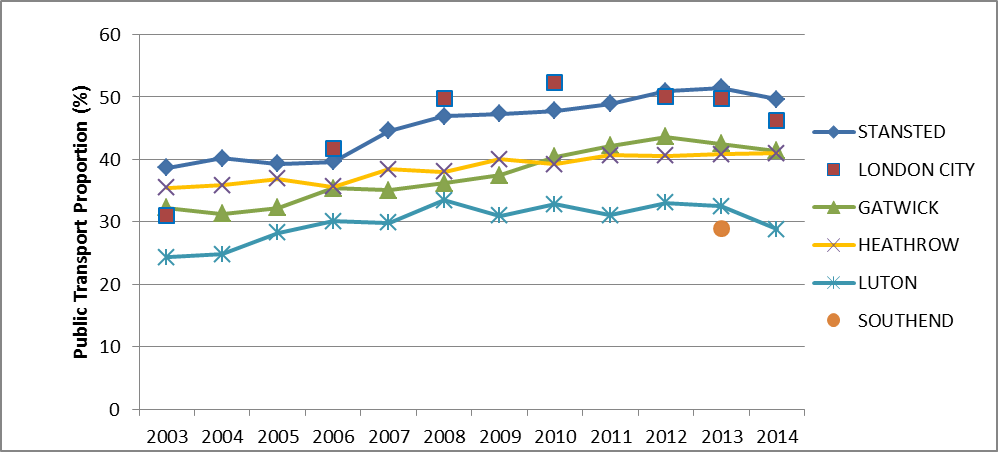 Public Transport Proportion (%)
60
50
40
30
20
10
0
2003 2004 2005 2006 2007 2008 2009 2010 2011 2012 2013 2014
STANSTED
LONDON CITY
GATWICK
HEATHROW
LUTON
SOUTHEND